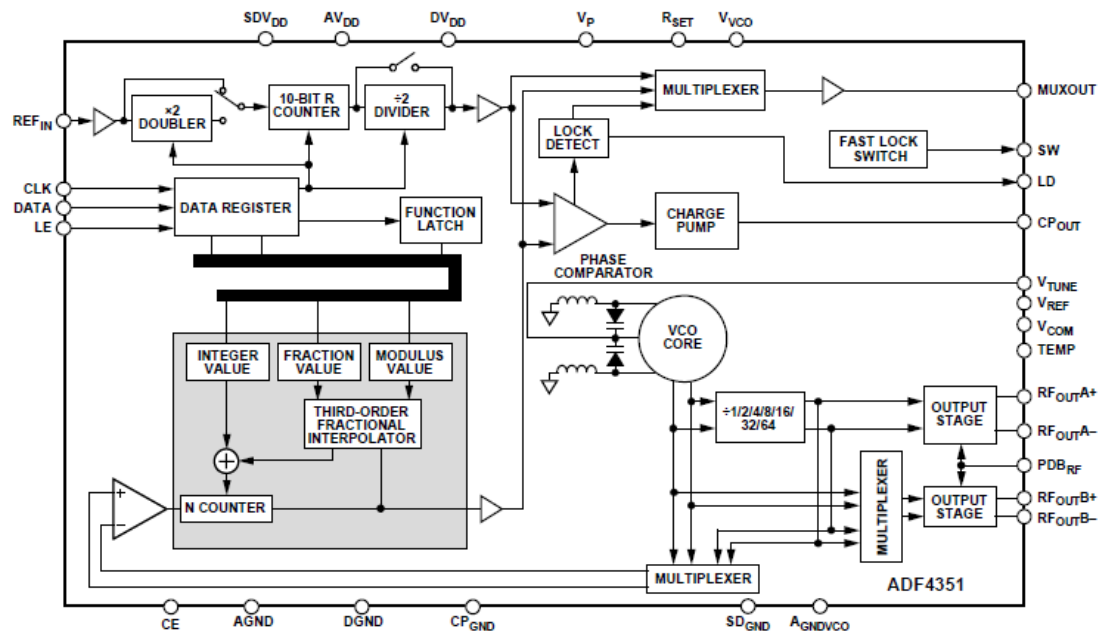 SDVDD
AVDD
DVDD
VP
RSET
VVCO
REFIN
×2
DOUBLER
10-BIT R
COUNTER
÷2
DIVIDER
MULTIPLEXER
MUXOUT
LOCK
DETECT
FAST LOCK
SWITCH
SW
LD
CLK
DATA
LE
DATA REGISTER
FUNCTION
LATCH
CHARGE
PUMP
CPOUT
PHASE
COMPARATOR
VTUNE
VREF
VCOM
TEMP
VCO
CORE
INTEGER
VALUE
FRACTION
VALUE
MODULUS
VALUE
THIRD-ORDER
FRACTIONAL
INTERPOLATOR
+
−
N COUNTER
÷1/2/4/8/16/
32/64
OUTPUT
STAGE
RFOUTA+
RFOUTA−
PDBRF
MULTIPLEXER
OUTPUT
STAGE
RFOUTB+
RFOUTB−
MULTIPLEXER
ADF4351
CE
AGND
DGND
CPGND
SDGND
AGNDVCO